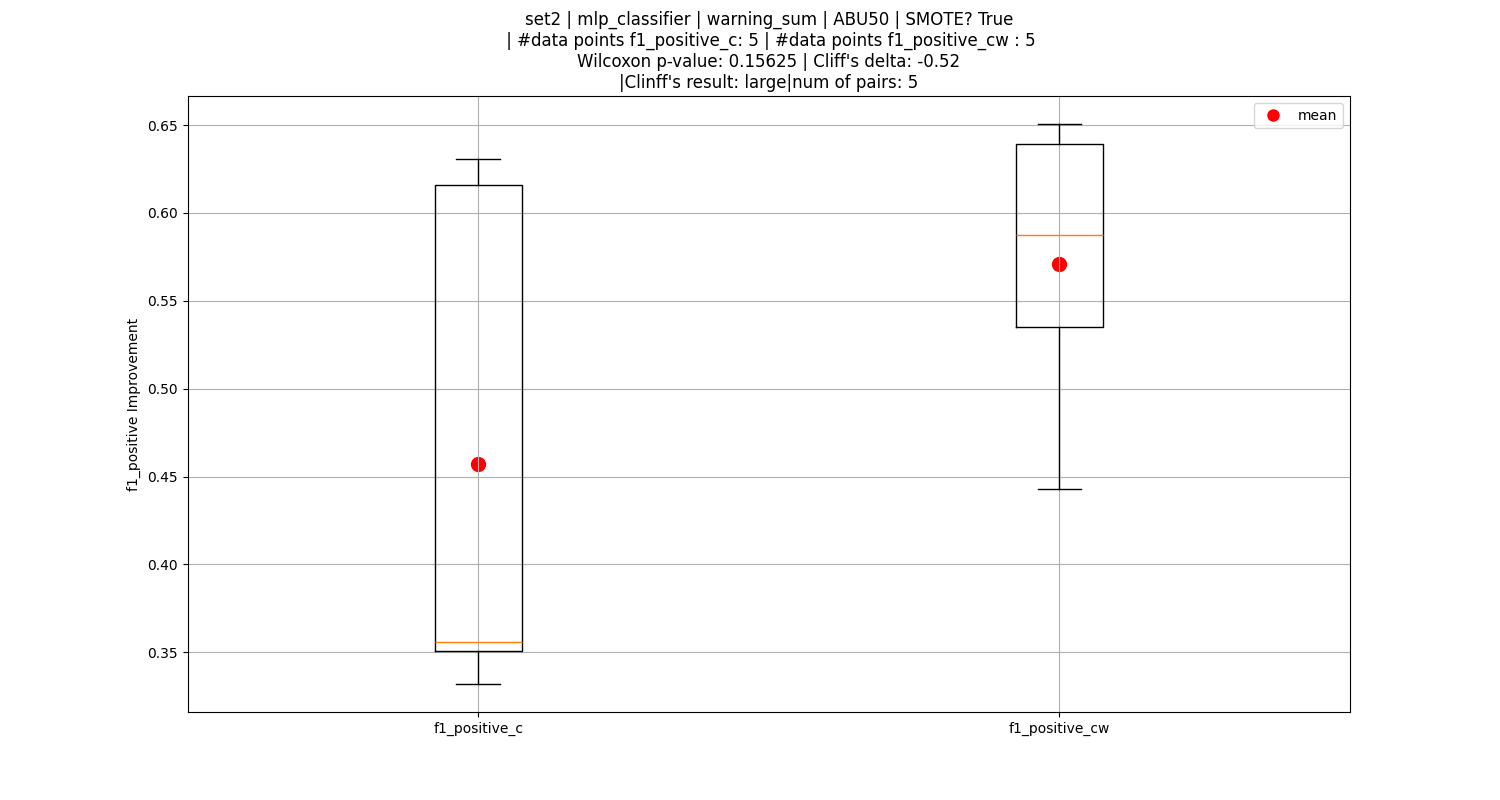 set2 | mlp_classifier | warning_sum | ABU50 | SMOTE? True
| #data points f1_positive_c: 5 | #data points f1_positive_cw : 5
Wilcoxon p-value: 0.15625 | Cliff's delta: -0.52
|Clinff's result: large|num of pairs: 5
mean
0.65
0.60
0.55
0.50
0.45
0.40
0.35
f1_positive Improvement
f1_positive_c
f1_positive_cw